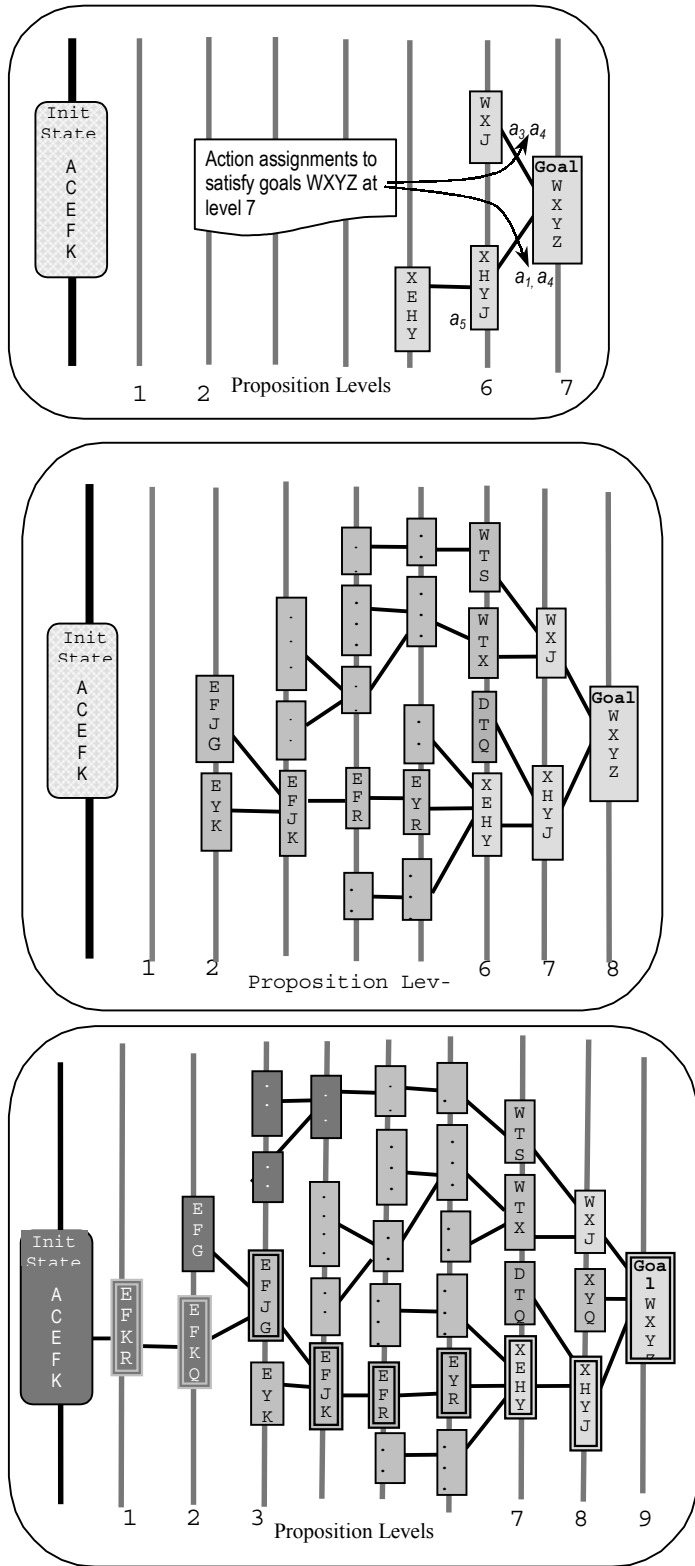 Init
State
A
C
E
F
K
Action assignments to
satisfy goals WXYZ at
level 7
W
X
J
a3, a4
Goal
W
X
Y
Z
X
H
Y
J
a1, a4
X
E
H
Y
a5
1 2 Proposition Levels 6 7
Init
State
A
C
E
F
K
E
F
J
G
E
Y
K
E
F
J
K
E
F
R
E
Y
R
W
T
S
W
T
X
D
T
Q
X
E
H
Y
W
X
J
X
H
Y
J
Goal
W
X
Y
Z
1 2 6 7 8
Proposition Lev-
Init
State
A
C
E
F
K
E
F
K
R
E
F
G
E
F
K
Q
E
F
J
G
E
Y
K
E
F
J
K
E
F
R
E
Y
R
W
T
S
W
T
X
D
T
Q
X
E
H
Y
W
X
J
X
Y
Q
X
H
Y
J
Goa
l
W
X
Y
Z
1 2 3 7 8 9
Proposition Levels